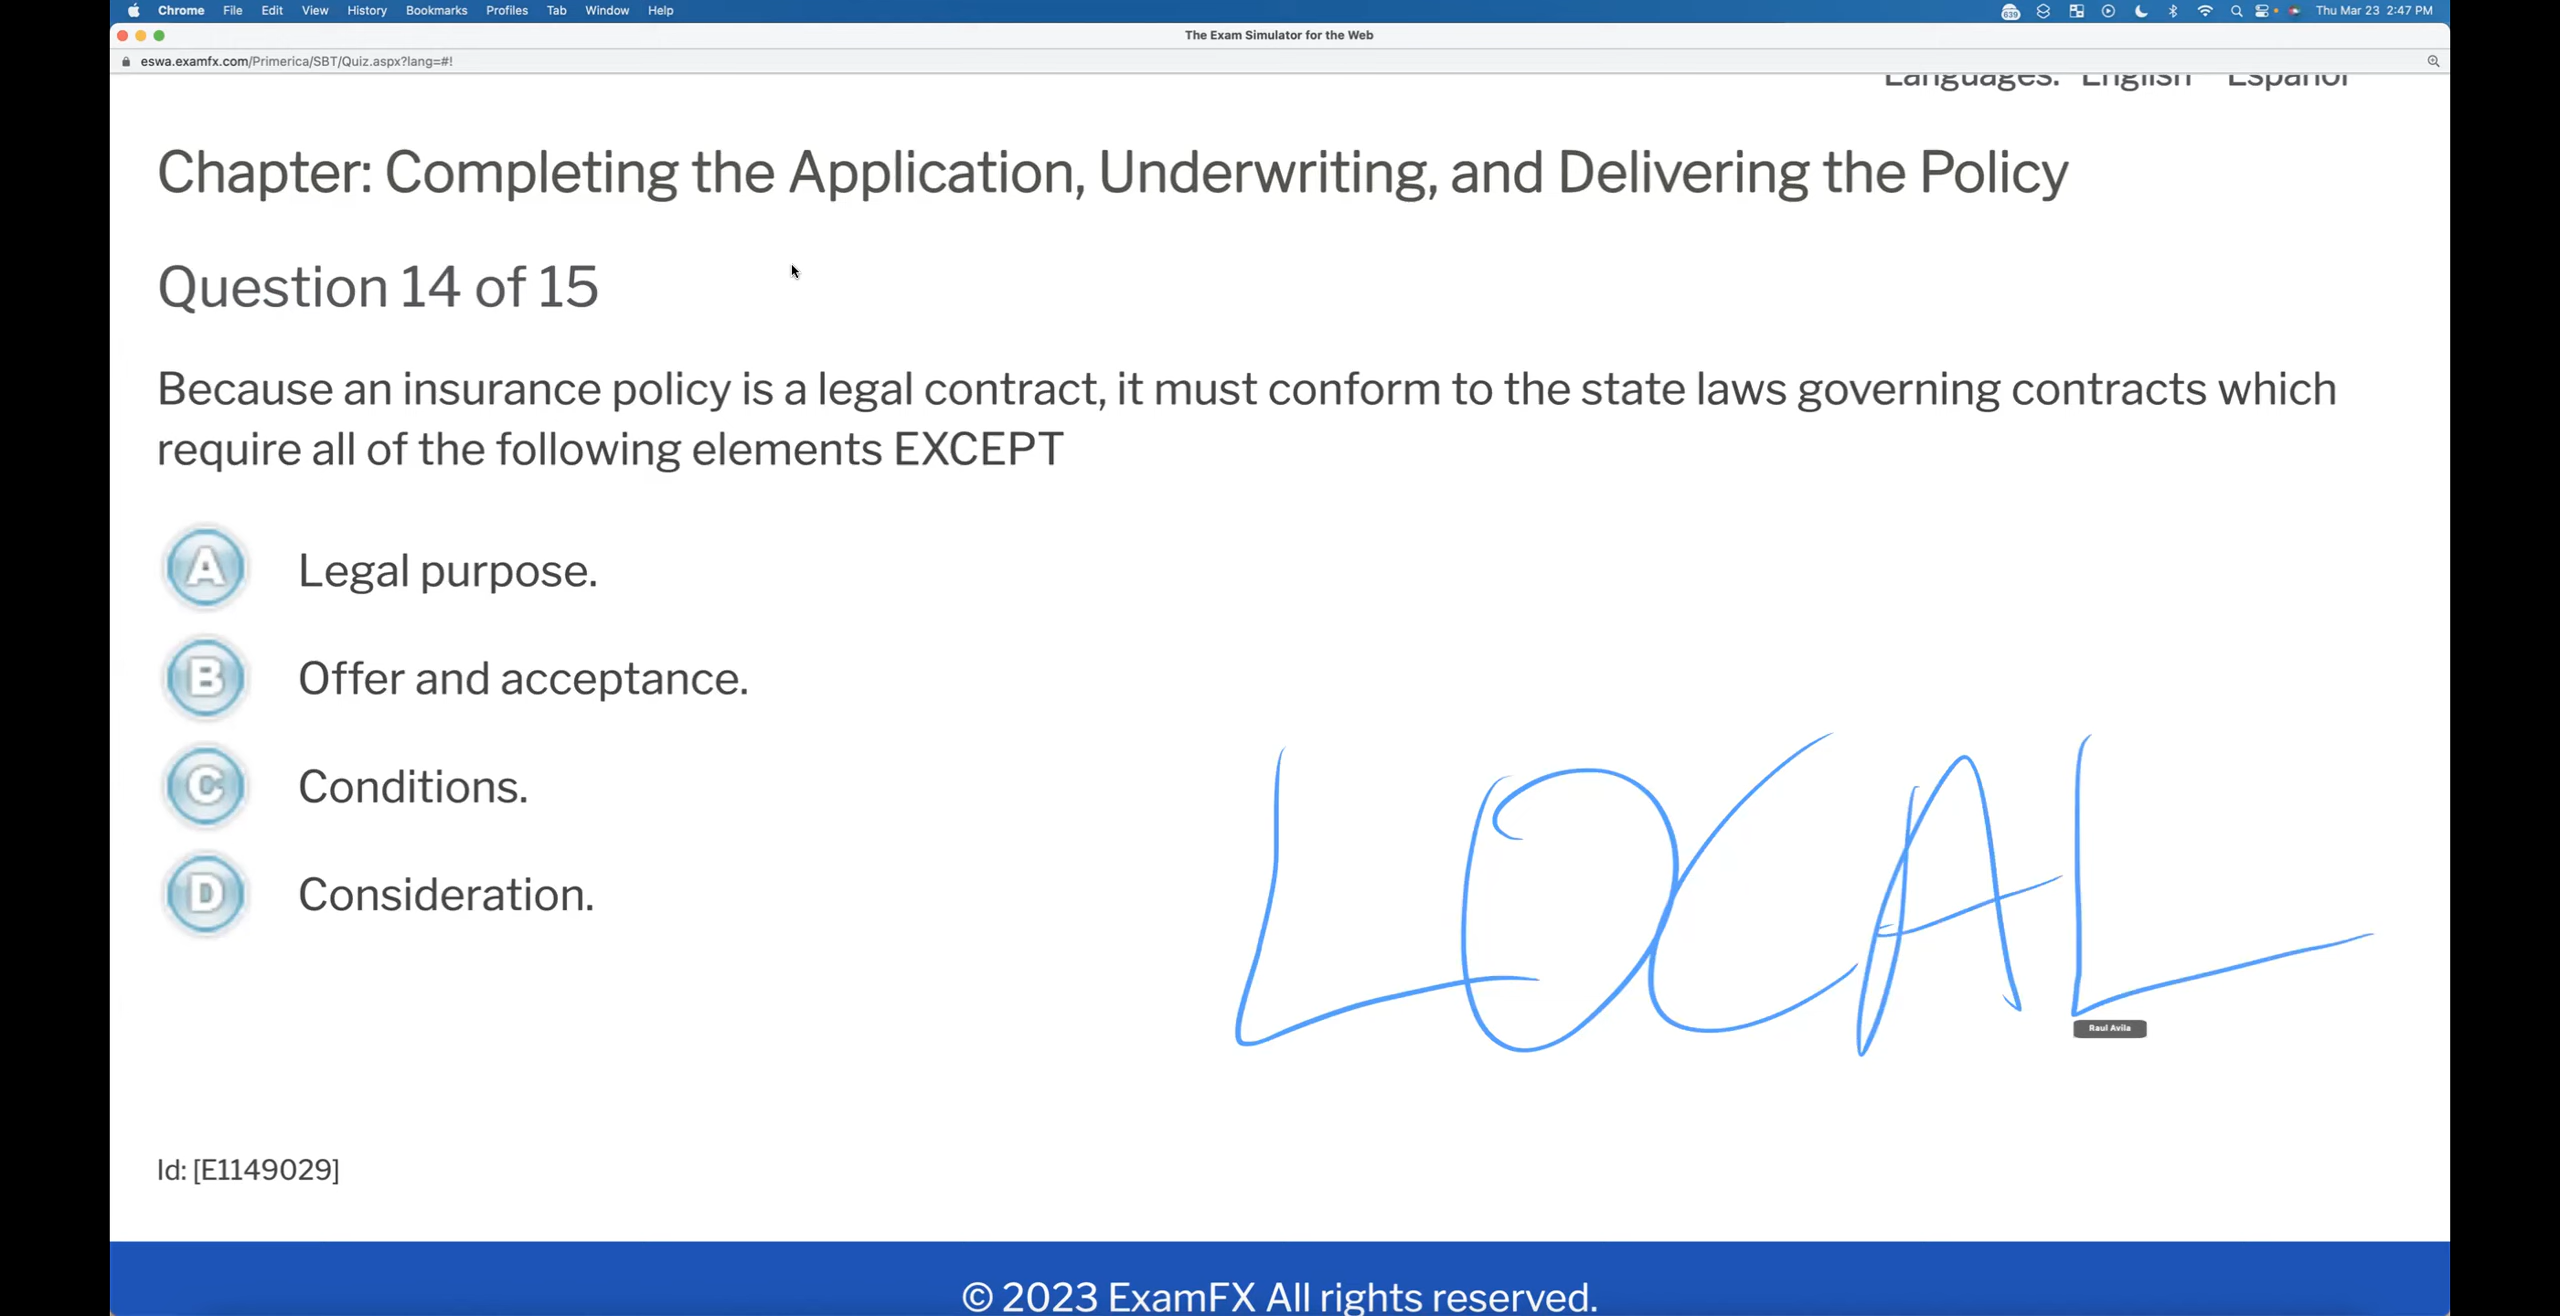 Chrome File Edit View History Bookmarks Profiles Tab Window Help 639 Thu Mar 23 2:47 PM
The Exam Simulator for the Web
eswa.examfx.com/Primerica/SBT/Quiz.aspx?lang=#!
Languages: English Español
Chapter: Completing the Application, Underwriting, and Delivering the Policy
Question 14 of 15
Because an insurance policy is a legal contract, it must conform to the state laws governing contracts which
require all of the following elements EXCEPT
A Legal purpose.
B Offer and acceptance.
C Conditions.
D Consideration.
LOCAL
Raul Avila
Id: [E1149029]
© 2023 ExamFX All rights reserved.